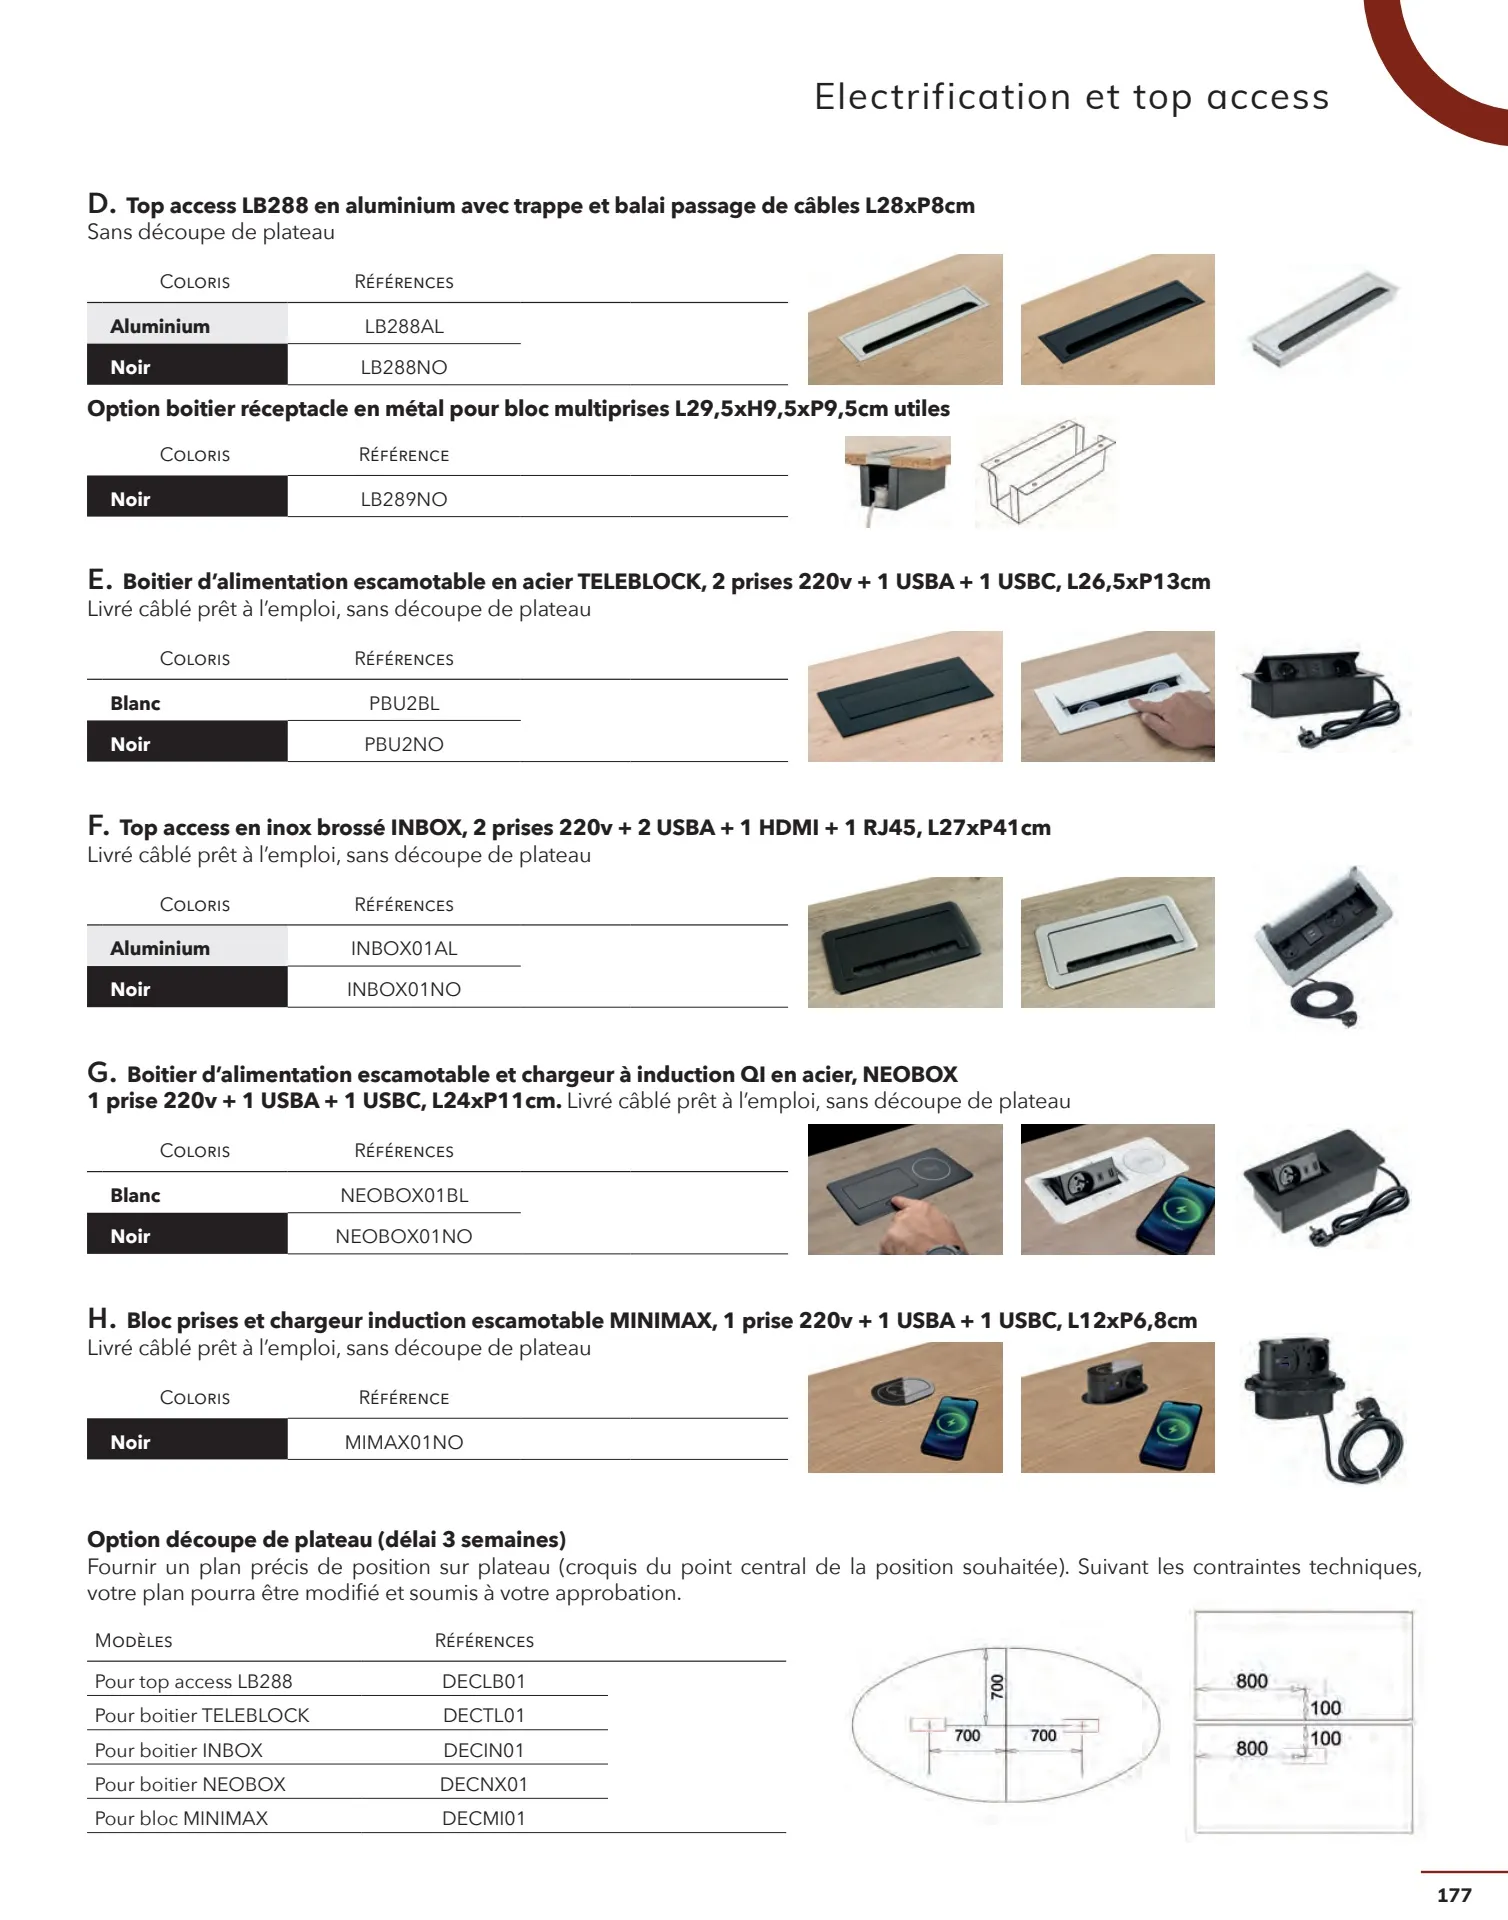 Electrification et top access
D. Top access LB288 en aluminium avec trappe et balai passage de câbles L28xP8cm
Sans découpe de plateau
Coloris Références
Aluminium LB288AL
Noir LB288NO
Option boitier réceptacle en métal pour bloc multiprises L29,5xH9,5xP9,5cm utiles
Coloris Référence
Noir LB289NO
E. Boitier d’alimentation escamotable en acier TELEBLOCK, 2 prises 220v + 1 USBA + 1 USBC, L26,5xP13cm
Livré câblé prêt à l’emploi, sans découpe de plateau
Coloris Références
Blanc PBU2BL
Noir PBU2NO
F. Top access en inox brossé INBOX, 2 prises 220v + 2 USBA + 1 HDMI + 1 RJ45, L27xP41cm
Livré câblé prêt à l’emploi, sans découpe de plateau
Coloris Références
Aluminium INBOX01AL
Noir INBOX01NO
G. Boitier d’alimentation escamotable et chargeur à induction QI en acier, NEOBOX
1 prise 220v + 1 USBA + 1 USBC, L24xP11cm. Livré câblé prêt à l’emploi, sans découpe de plateau
Coloris Références
Blanc NEOBOX01BL
Noir NEOBOX01NO
H. Bloc prises et chargeur induction escamotable MINIMAX, 1 prise 220v + 1 USBA + 1 USBC, L12xP6,8cm
Livré câblé prêt à l’emploi, sans découpe de plateau
Coloris Référence
Noir MIMAX01NO
Option découpe de plateau (délai 3 semaines)
Fournir un plan précis de position sur plateau (croquis du point central de la position souhaitée). Suivant les contraintes techniques,
votre plan pourra être modifié et soumis à votre approbation.
Modèles Références
Pour top access LB288 DECLB01
Pour boitier TELEBLOCK DECTL01
Pour boitier INBOX DECIN01
Pour boitier NEOBOX DECNX01
Pour bloc MINIMAX DECMI01
700
700 700
800
100
100
800
177